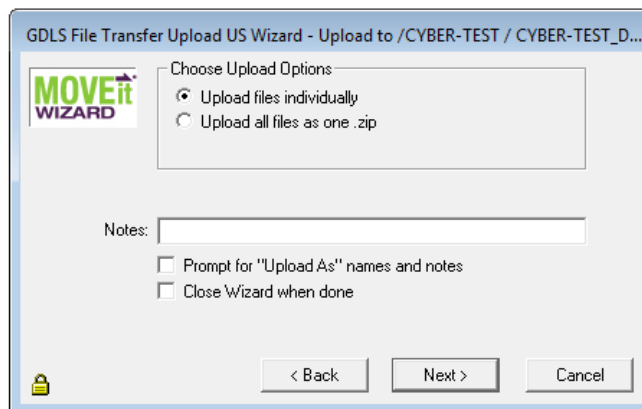 GDLS File Transfer Upload US Wizard - Upload to /CYBER-TEST / CYBER-TEST_D...
MOVEit
WIZARD
Choose Upload Options
Upload files individually
Upload all files as one .zip
Notes:
Prompt for "Upload As" names and notes
Close Wizard when done
< Back
Next >
Cancel